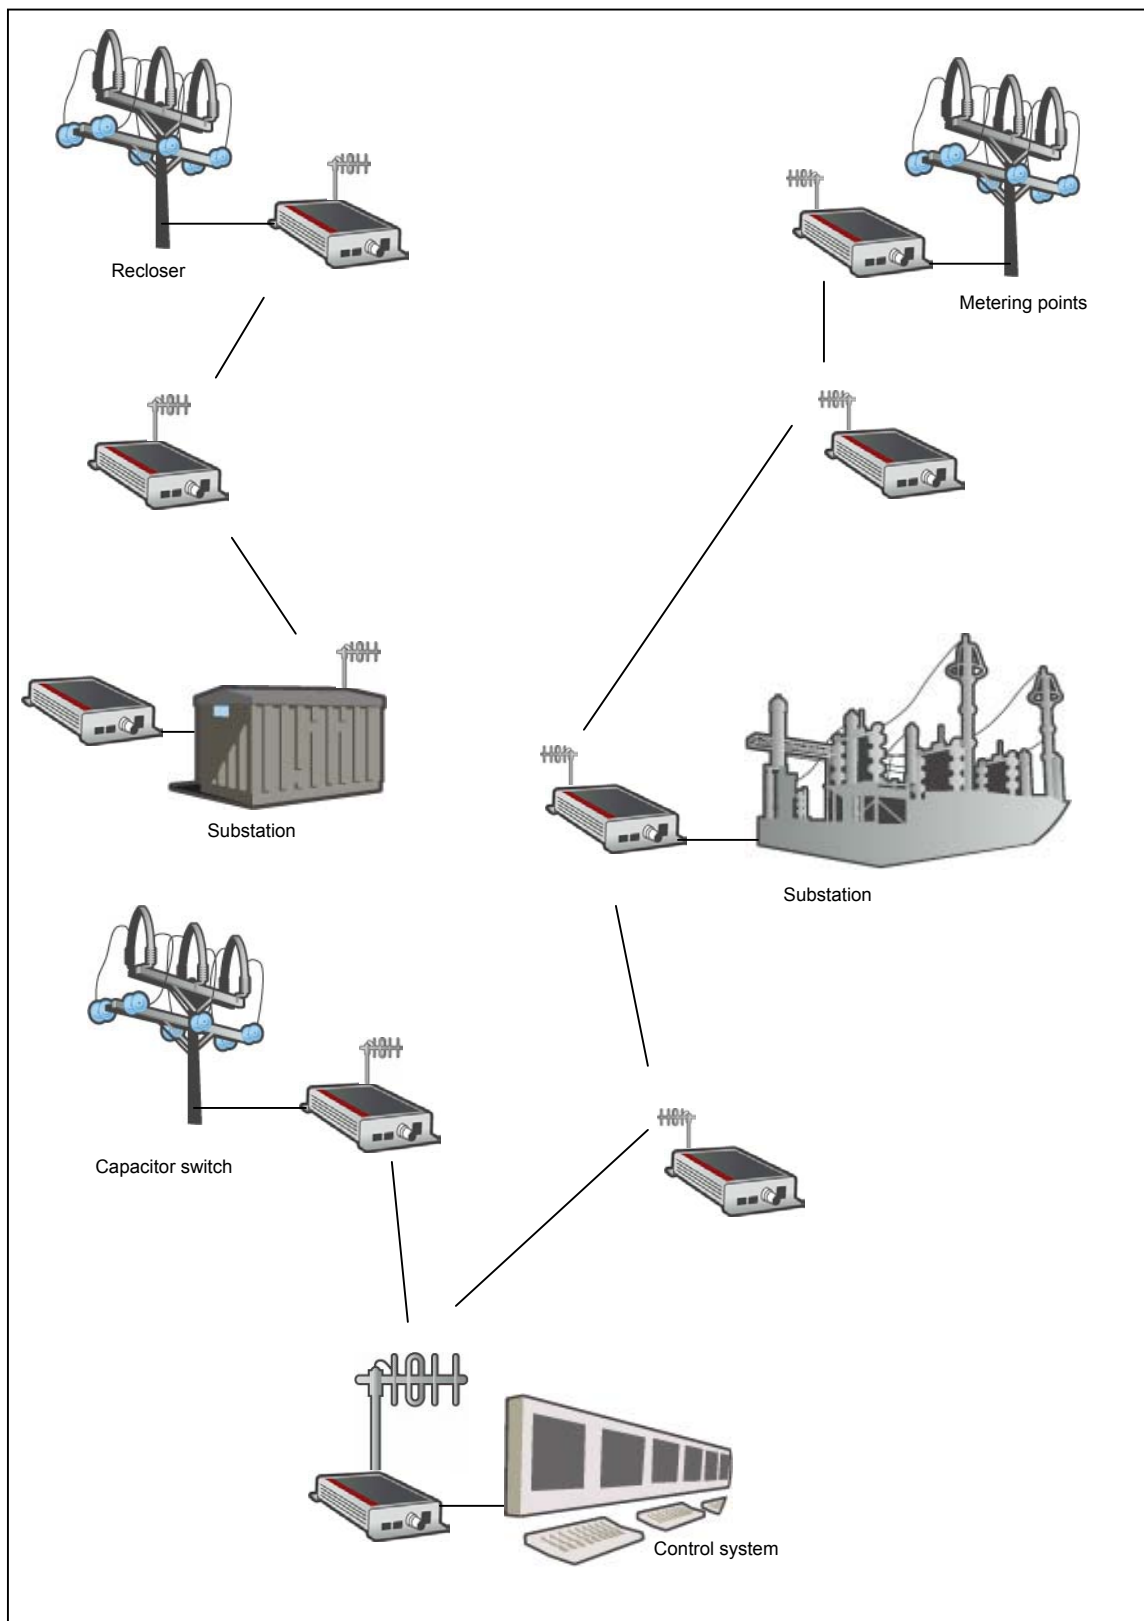 Recloser
Metering points
Substation
Substation
Capacitor switch
Control system